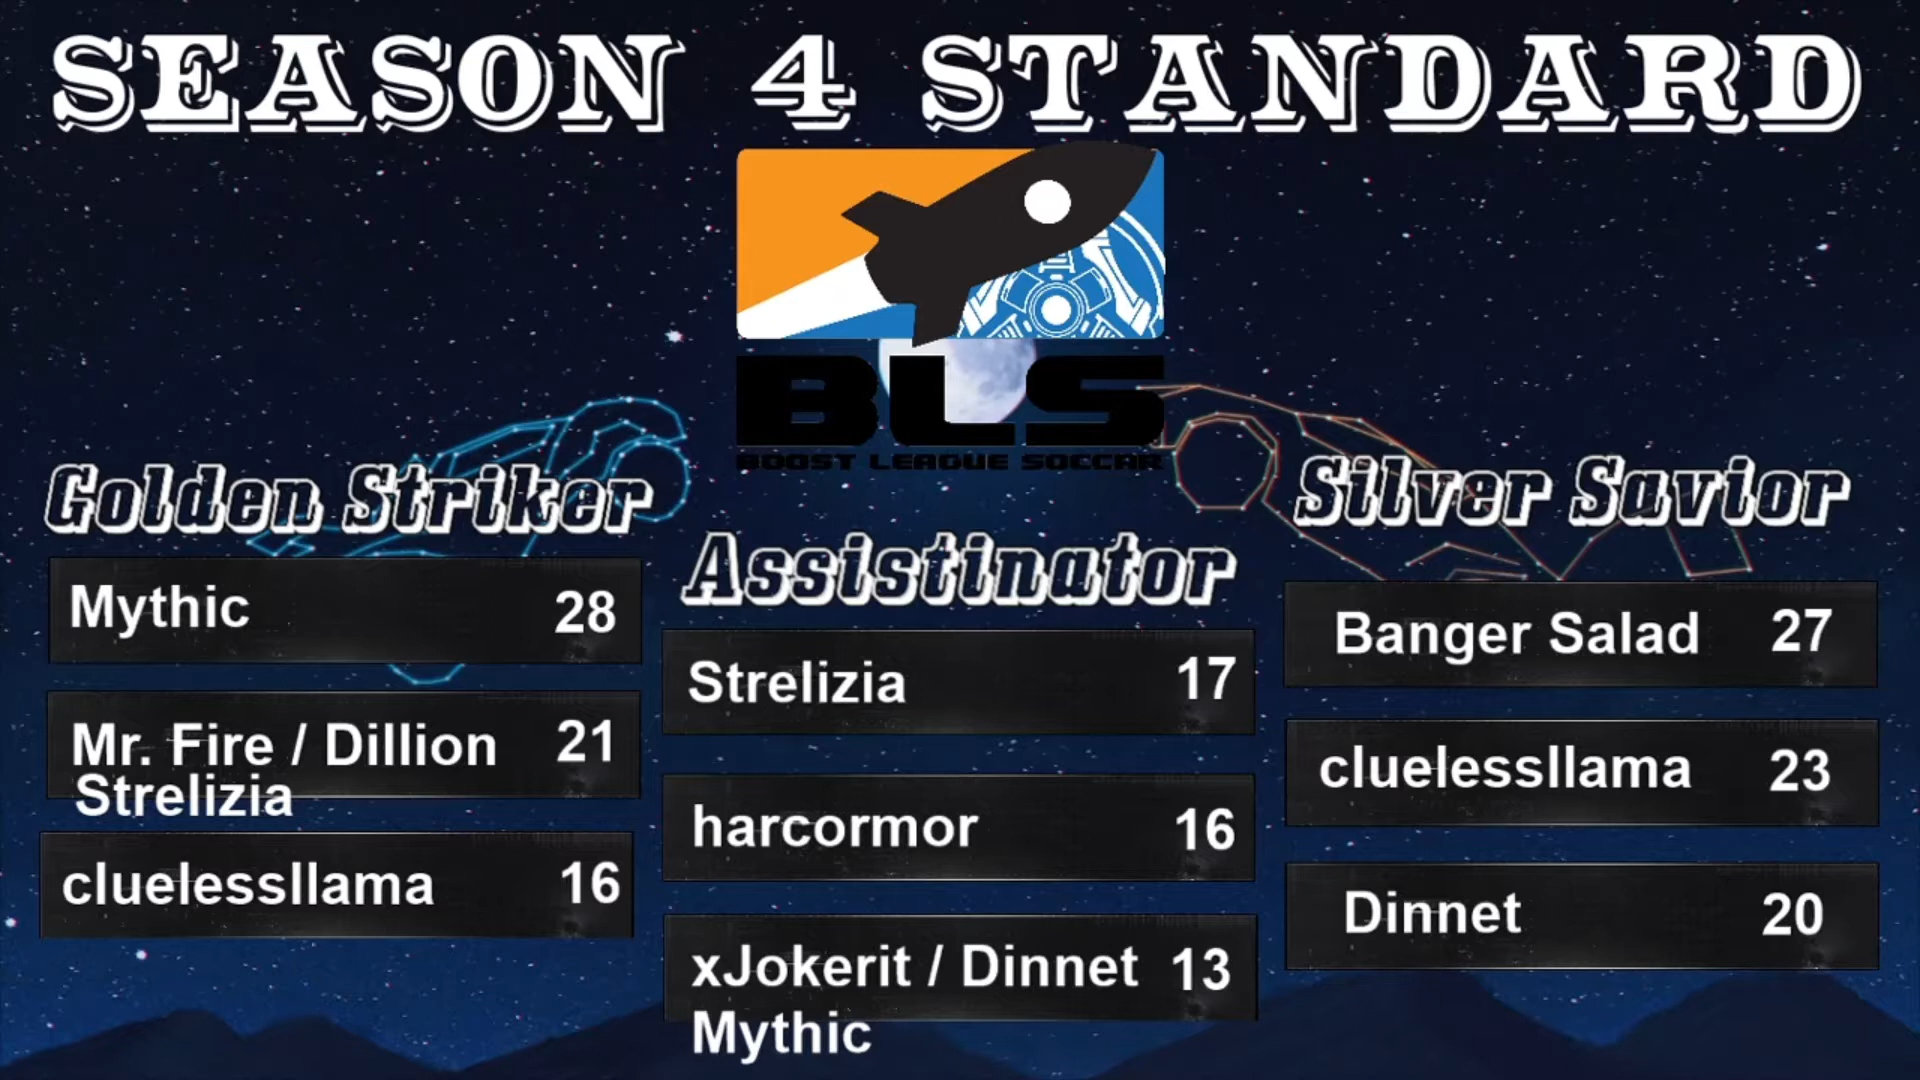 SEASON 4 STANDARD
BLS
BOOST LEAGUE SOCCAR
Golden Striker
Mythic 28
Mr. Fire / Dillion 21
Strelizia
cluelessllama 16
Assistinator
Strelizia 17
harcormor 16
xJokerit / Dinnet 13
Mythic
Silver Savior
Banger Salad 27
cluelessllama 23
Dinnet 20